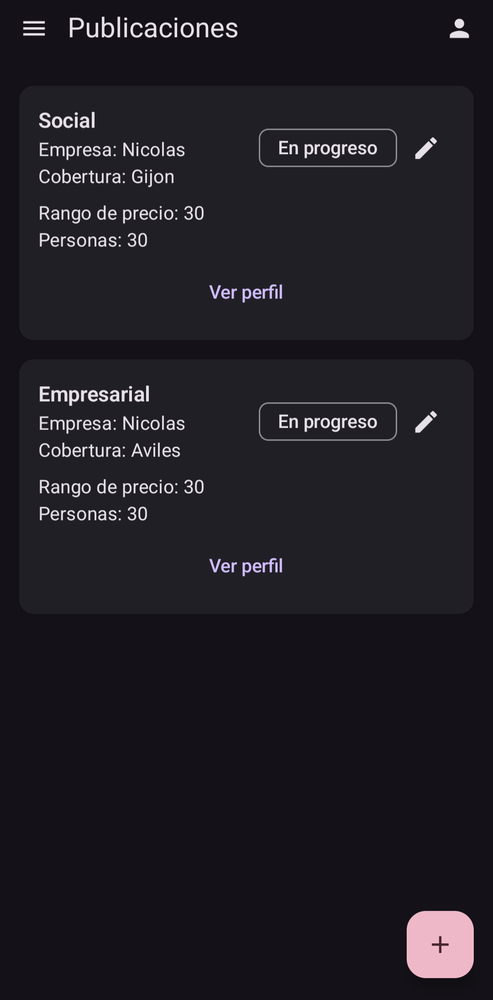 Publicaciones
Social
Empresa: Nicolas
En progreso
Cobertura: Gijon
Rango de precio: 30
Personas: 30
Ver perfil
Empresarial
Empresa: Nicolas
En progreso
Cobertura: Aviles
Rango de precio: 30
Personas: 30
Ver perfil